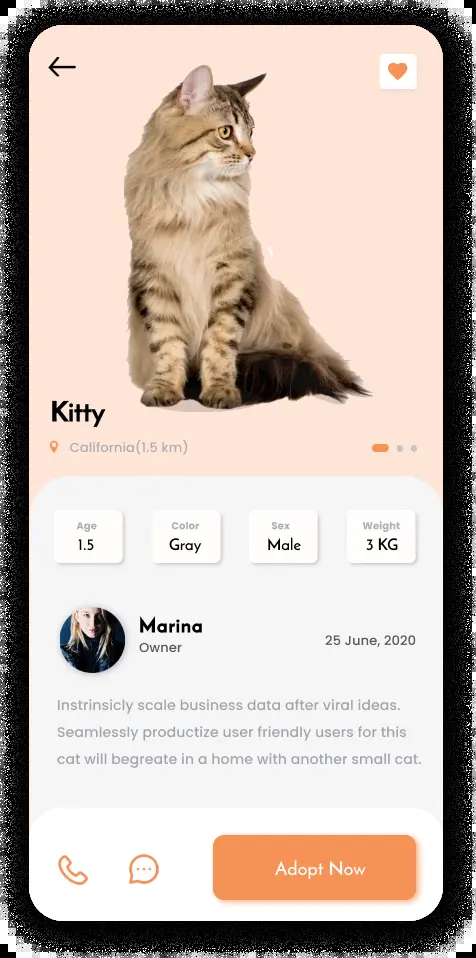 Kitty
California(1.5 km)
Age
1.5
Color
Gray
Sex
Male
Weight
3 KG
Marina
Owner
25 June, 2020
Instrinsicly scale business data after viral ideas.
Seamlessly productize user friendly users for this
cat will begreate in a home with another small cat.
Adopt Now